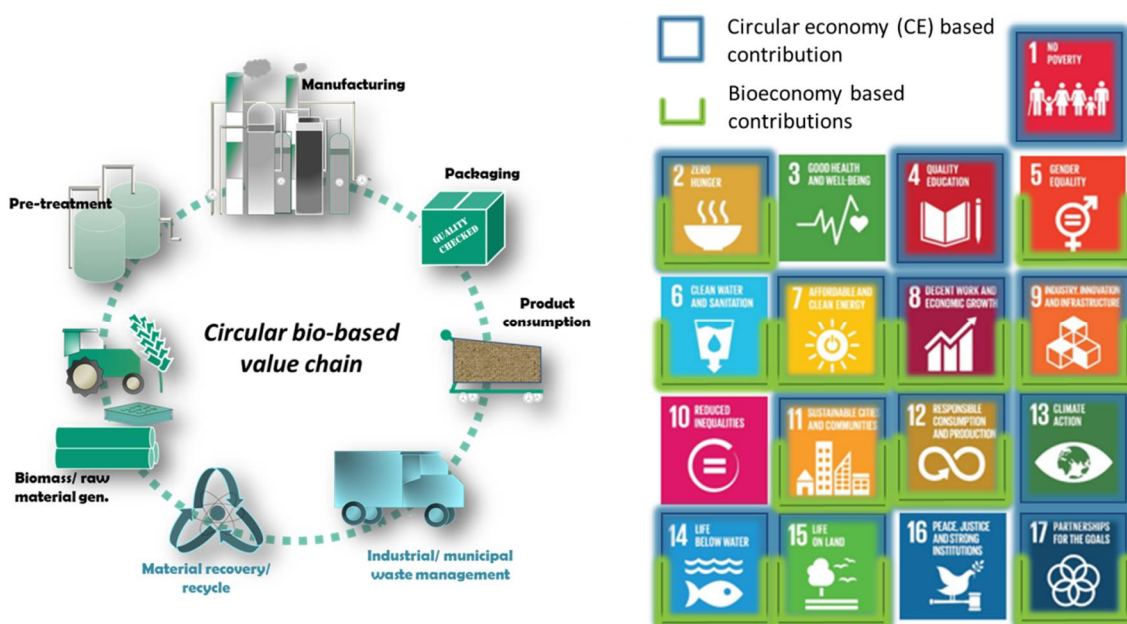 Manufacturing
Packaging
Pre-treatment
QUALITY
CHECKED
Product
consumption
Circular bio-based
value chain
Biomass/ raw
material gen.
Material recovery/
recycle
Industrial/ municipal
waste management
Circular economy (CE) based
contribution
Bioeconomy based
contributions
1 NO
POVERTY
2 ZERO
HUNGER
3 GOOD HEALTH
AND WELL-BEING
4 QUALITY
EDUCATION
5 GENDER
EQUALITY
6 CLEAN WATER
AND SANITATION
7 AFFORDABLE AND
CLEAN ENERGY
8 DECENT WORK AND
ECONOMIC GROWTH
9 INDUSTRY, INNOVATION
AND INFRASTRUCTURE
10 REDUCED
INEQUALITIES
11 SUSTAINABLE CITIES
AND COMMUNITIES
12 RESPONSIBLE
CONSUMPTION
AND PRODUCTION
13 CLIMATE
ACTION
14 LIFE
BELOW WATER
15 LIFE
ON LAND
16 PEACE, JUSTICE
AND STRONG
INSTITUTIONS
17 PARTNERSHIPS
FOR THE GOALS